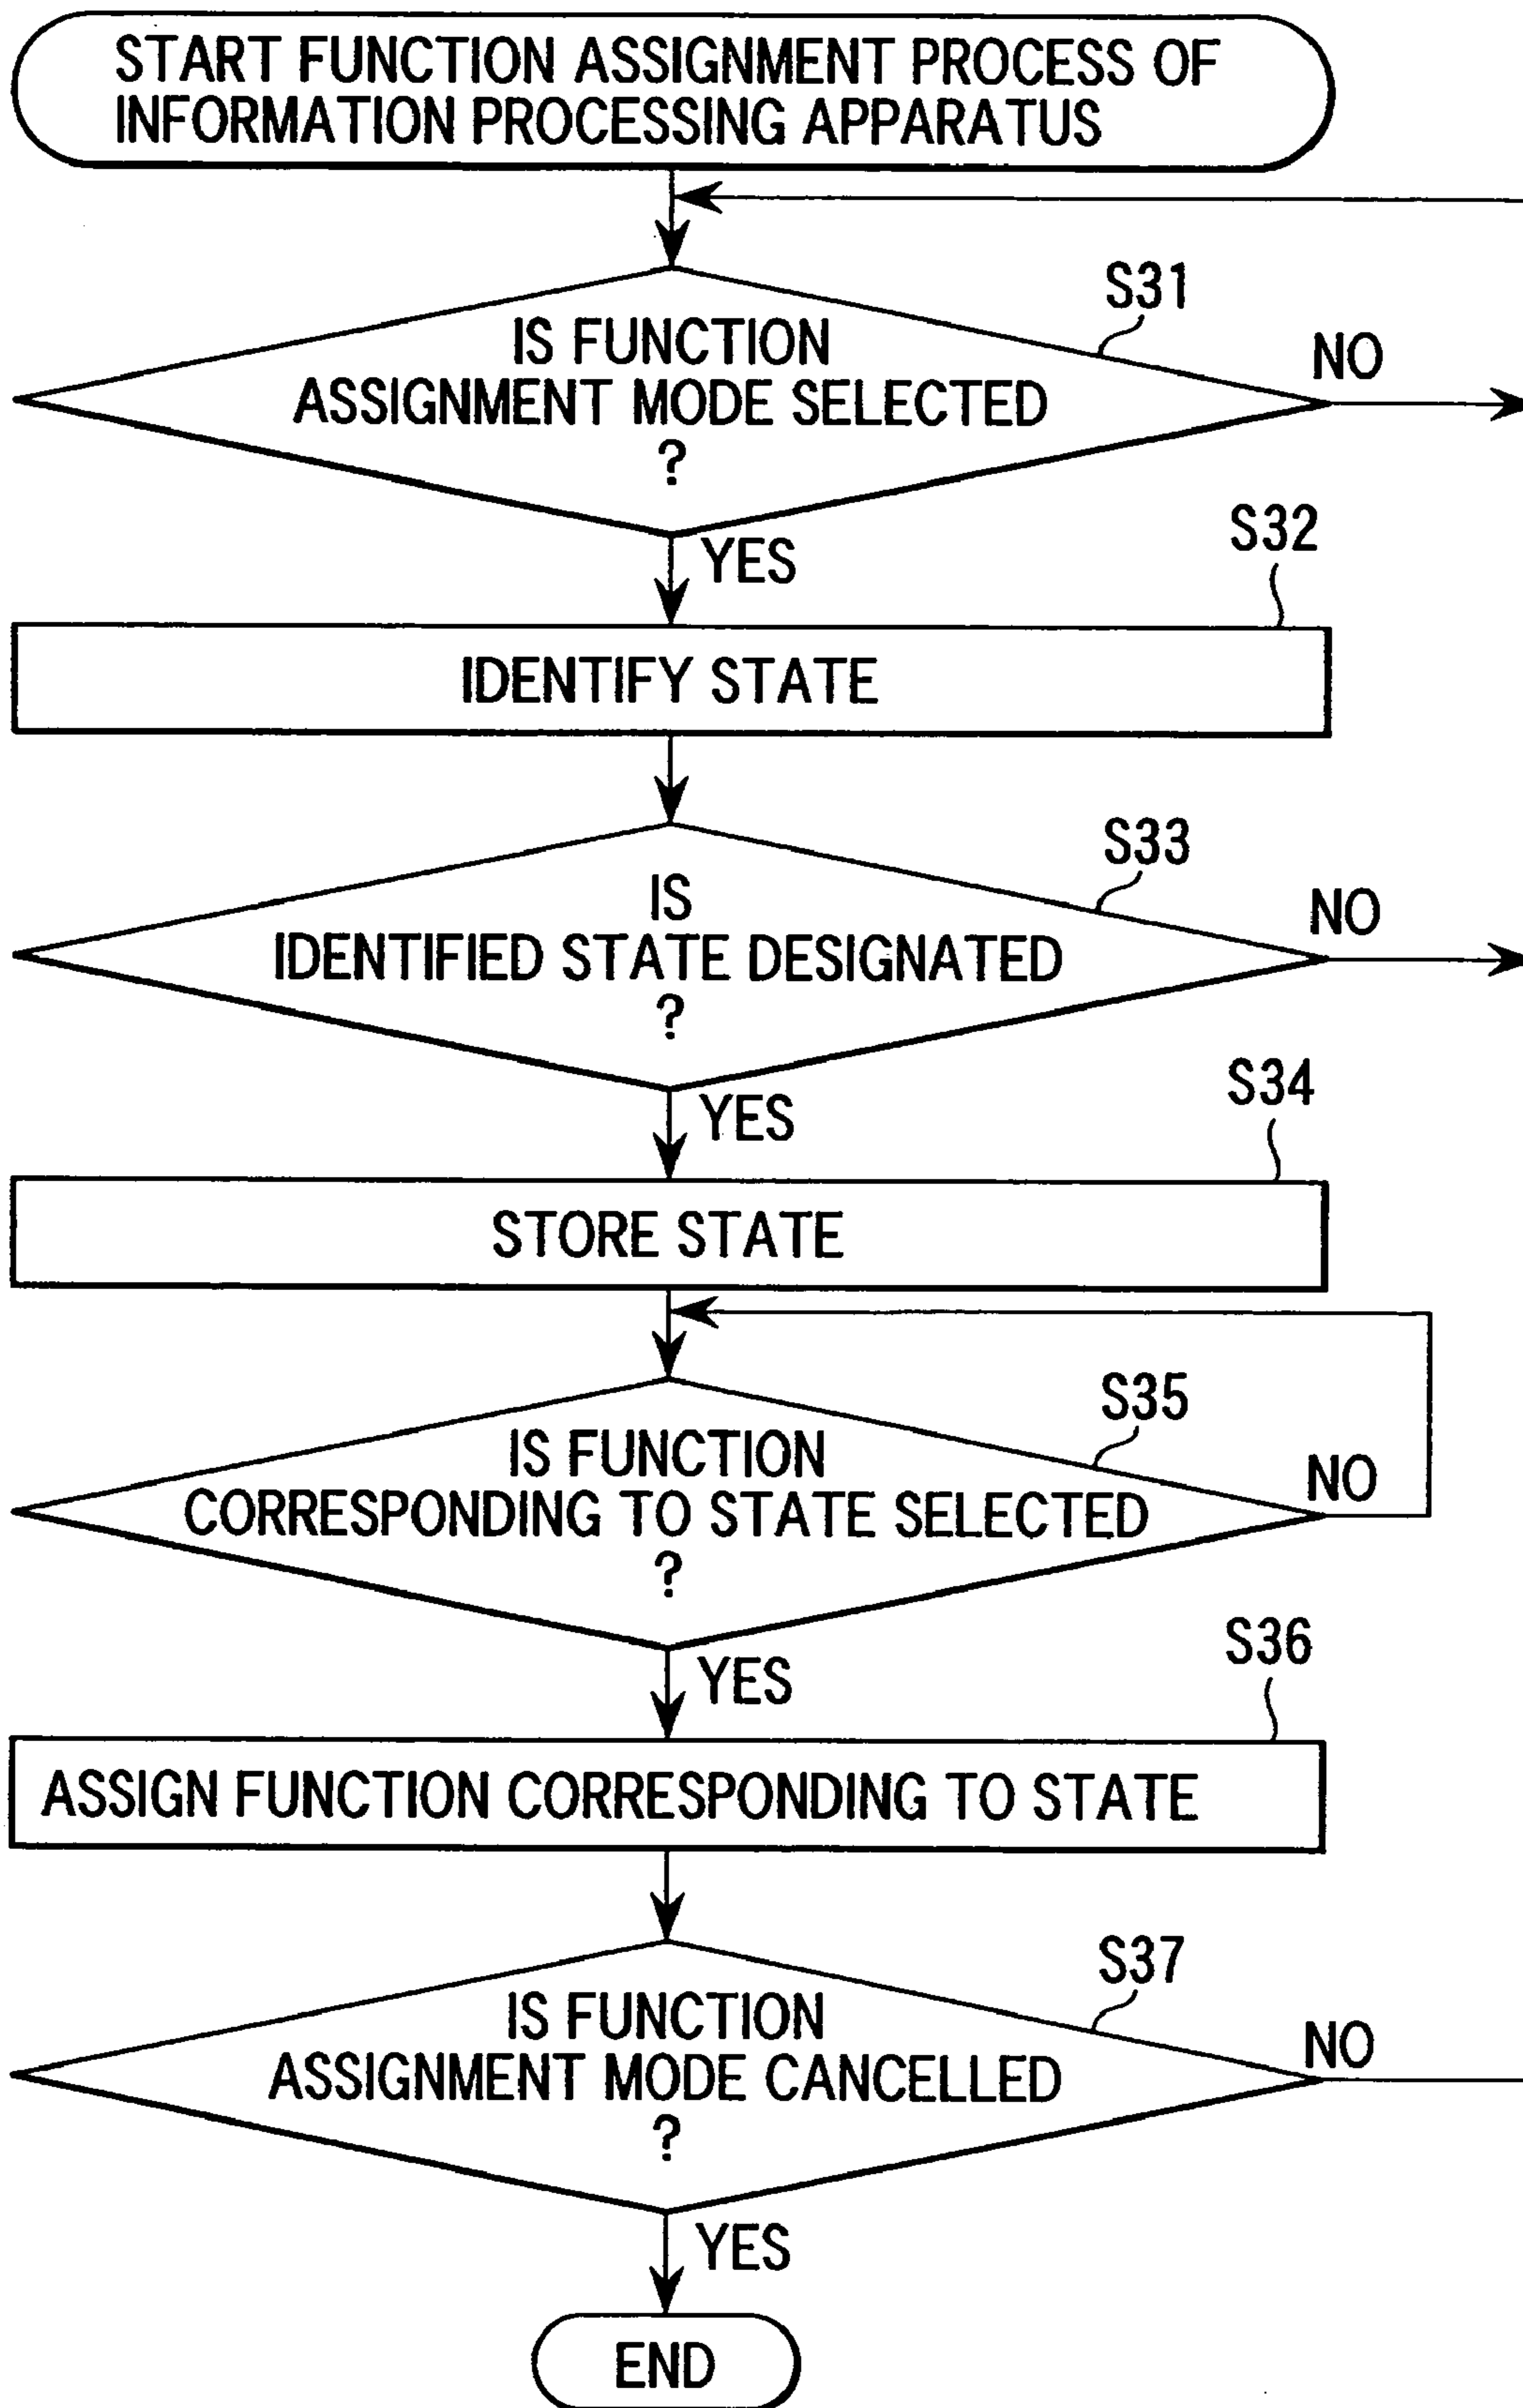 START FUNCTION ASSIGNMENT PROCESS OF
INFORMATION PROCESSING APPARATUS
S31
IS FUNCTION
ASSIGNMENT MODE SELECTED
?
NO
YES
S32
IDENTIFY STATE
S33
IS
IDENTIFIED STATE DESIGNATED
?
NO
YES
S34
STORE STATE
S35
IS FUNCTION
CORRESPONDING TO STATE SELECTED
?
NO
YES
S36
ASSIGN FUNCTION CORRESPONDING TO STATE
S37
IS FUNCTION
ASSIGNMENT MODE CANCELLED
?
NO
YES
END